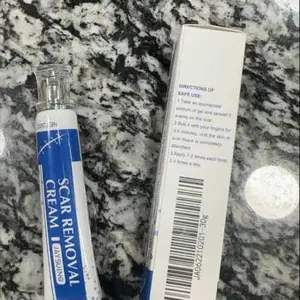 SCAR REMOVAL
CREAM
JAYSUING
DIRECTIONS OF
SAFE USE:
1.Take an appropriate
amount of gel and spread it
evenly on the scar
2.Rub it with your fingers for
minutes, until the skin on
scar tissue is completely
absorbed.
3.Apply 1-2 times each time,
2-3 times a day.